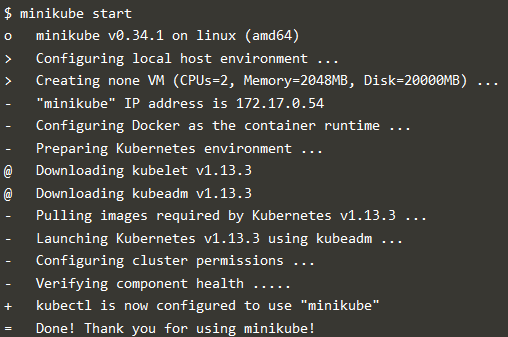 $ minikube start
o   minikube v0.34.1 on linux (amd64)
>   Configuring local host environment ...
>   Creating none VM (CPUs=2, Memory=2048MB, Disk=20000MB) ...
-   "minikube" IP address is 172.17.0.54
-   Configuring Docker as the container runtime ...
-   Preparing Kubernetes environment ...
@   Downloading kubelet v1.13.3
@   Downloading kubeadm v1.13.3
-   Pulling images required by Kubernetes v1.13.3 ...
-   Launching Kubernetes v1.13.3 using kubeadm ...
-   Configuring cluster permissions ...
-   Verifying component health .....
+   kubectl is now configured to use "minikube"
=   Done! Thank you for using minikube!